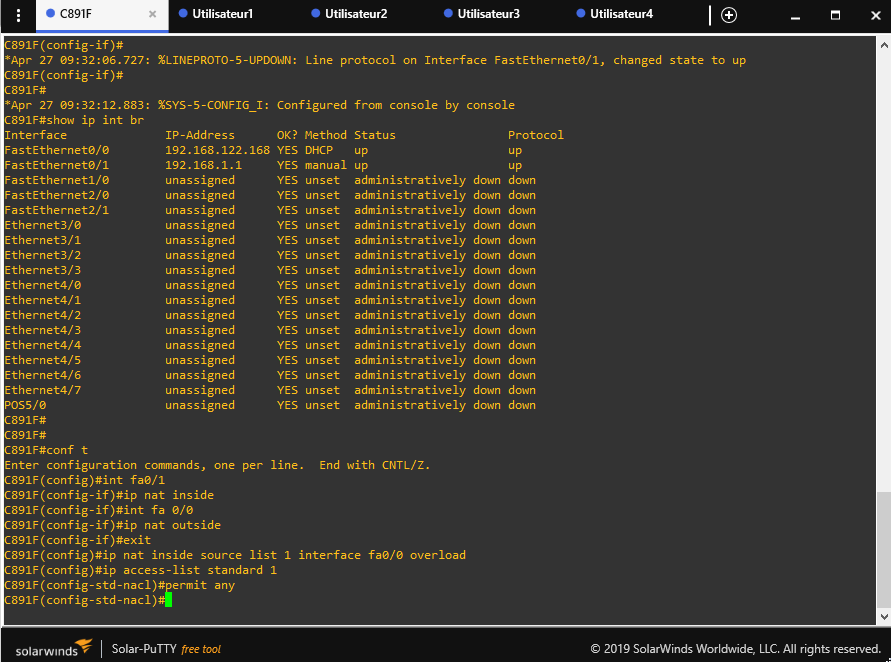 C891F
Utilisateur1
Utilisateur2
Utilisateur3
Utilisateur4
C891F(config-if)#
*Apr 27 09:32:06.727: %LINEPROTO-5-UPDOWN: Line protocol on Interface FastEthernet0/1, changed state to up
C891F(config-if)#
C891F#
*Apr 27 09:32:12.883: %SYS-5-CONFIG_I: Configured from console by console
C891F#show ip int br
Interface              IP-Address      OK? Method Status                Protocol
FastEthernet0/0        192.168.122.168 YES DHCP   up                    up
FastEthernet0/1        192.168.1.1     YES manual up                    up
FastEthernet1/0        unassigned      YES unset  administratively down down
FastEthernet2/0        unassigned      YES unset  administratively down down
FastEthernet2/1        unassigned      YES unset  administratively down down
Ethernet3/0            unassigned      YES unset  administratively down down
Ethernet3/1            unassigned      YES unset  administratively down down
Ethernet3/2            unassigned      YES unset  administratively down down
Ethernet3/3            unassigned      YES unset  administratively down down
Ethernet4/0            unassigned      YES unset  administratively down down
Ethernet4/1            unassigned      YES unset  administratively down down
Ethernet4/2            unassigned      YES unset  administratively down down
Ethernet4/3            unassigned      YES unset  administratively down down
Ethernet4/4            unassigned      YES unset  administratively down down
Ethernet4/5            unassigned      YES unset  administratively down down
Ethernet4/6            unassigned      YES unset  administratively down down
Ethernet4/7            unassigned      YES unset  administratively down down
POS5/0                 unassigned      YES unset  administratively down down
C891F#
C891F#
C891F#conf t
Enter configuration commands, one per line.  End with CNTL/Z.
C891F(config)#int fa0/1
C891F(config-if)#ip nat inside
C891F(config-if)#int fa 0/0
C891F(config-if)#ip nat outside
C891F(config-if)#exit
C891F(config)#ip nat inside source list 1 interface fa0/0 overload
C891F(config)#ip access-list standard 1
C891F(config-std-nacl)#permit any
C891F(config-std-nacl)#
solarwinds
Solar-PuTTY free tool
© 2019 SolarWinds Worldwide, LLC. All rights reserved.